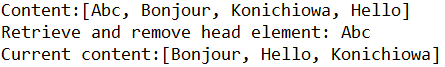 Content:[Abc, Bonjour, Konichiowa, Hello]
Retrieve and remove head element: Abc
Current content:[Bonjour, Hello, Konichiowa]